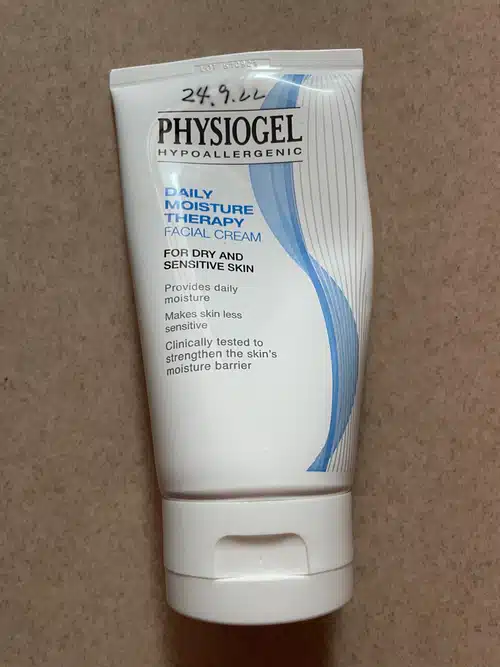 24.9.22
PHYSIOGEL
HYPOALLERGENIC
DAILY
MOISTURE
THERAPY
FACIAL CREAM
FOR DRY AND
SENSITIVE SKIN
Provides daily
moisture
Makes skin less
sensitive
Clinically tested to
strengthen the skin's
moisture barrier